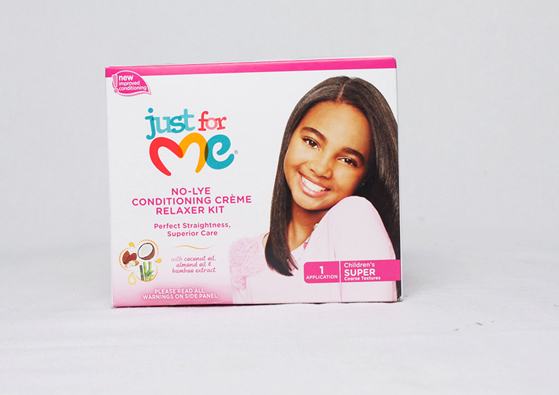 new
improved
conditioning
just for
me®
NO-LYE
CONDITIONING CRÈME
RELAXER KIT
Perfect Straightness,
Superior Care
with coconut oil,
almond oil &
bamboo extract
PLEASE READ ALL
WARNINGS ON SIDE PANEL
1
APPLICATION
Children's
SUPER
Coarse Textures